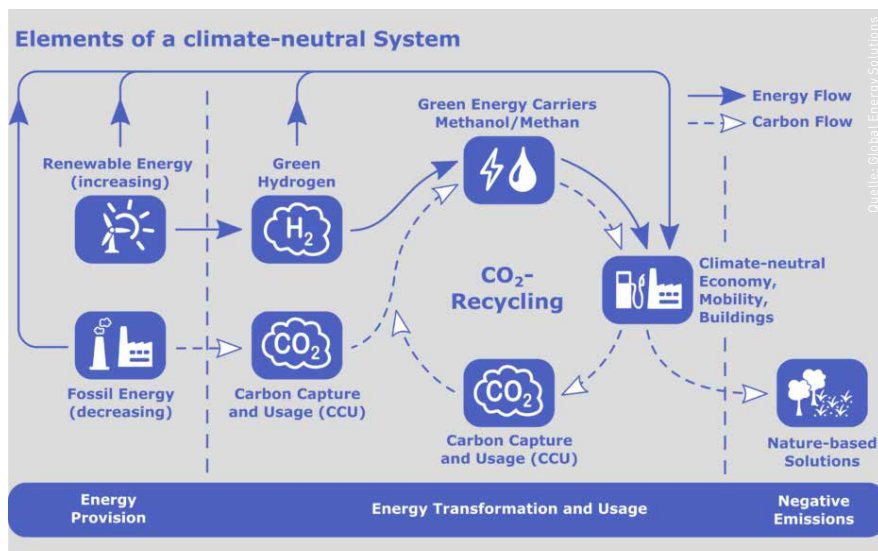 Elements of a climate-neutral System
Quelle: Global Energy Solutions
Energy Flow
Carbon Flow
Green Energy Carriers
Methanol/Methan
Renewable Energy
(increasing)
Green
Hydrogen
H2
CO2-
Recycling
Climate-neutral
Economy,
Mobility,
Buildings
Fossil Energy
(decreasing)
CO2
Carbon Capture
and Usage (CCU)
CO2
Carbon Capture
and Usage (CCU)
Nature-based
Solutions
Energy
Provision
Energy Transformation and Usage
Negative
Emissions